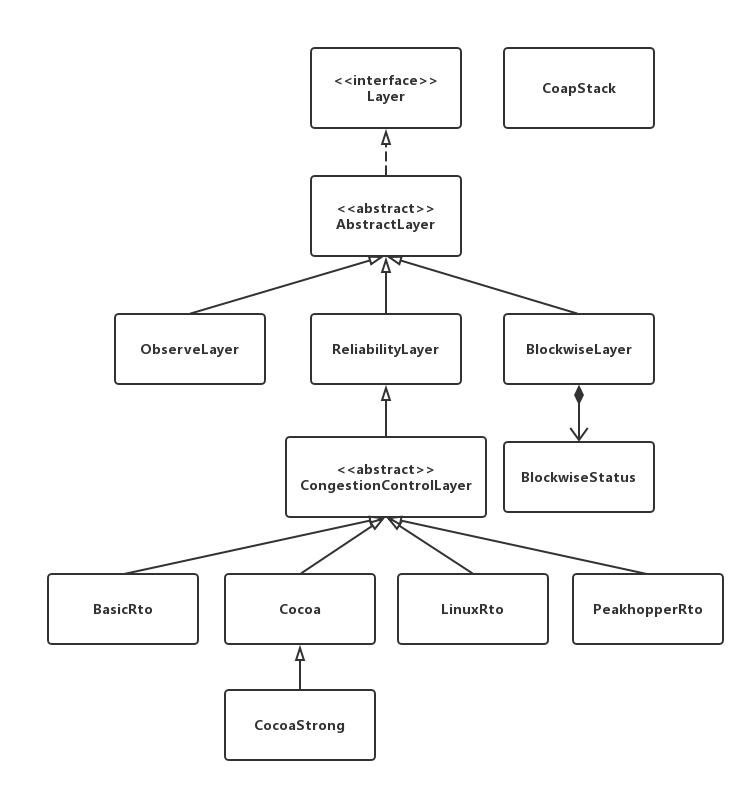 <<interface>>
Layer
CoapStack
<<abstract>>
AbstractLayer
ObserveLayer
ReliabilityLayer
BlockwiseLayer
<<abstract>>
CongestionControlLayer
BlockwiseStatus
BasicRto
Cocoa
LinuxRto
PeakhopperRto
CocoaStrong